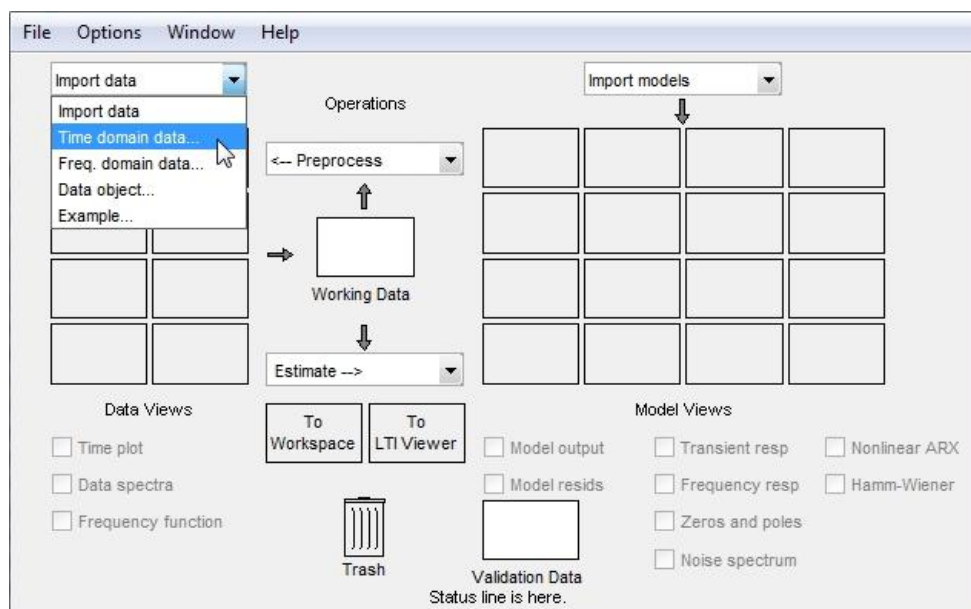 File Options Window Help
Import data
Import data
Time domain data...
Freq. domain data...
Data object...
Example...
Operations
<-- Preprocess
Working Data
Estimate -->
To Workspace
To LTI Viewer
Import models
Data Views
Time plot
Data spectra
Frequency function
Trash
Model Views
Model output
Transient resp
Nonlinear ARX
Model resids
Frequency resp
Hamm-Wiener
Zeros and poles
Noise spectrum
Validation Data
Status line is here.